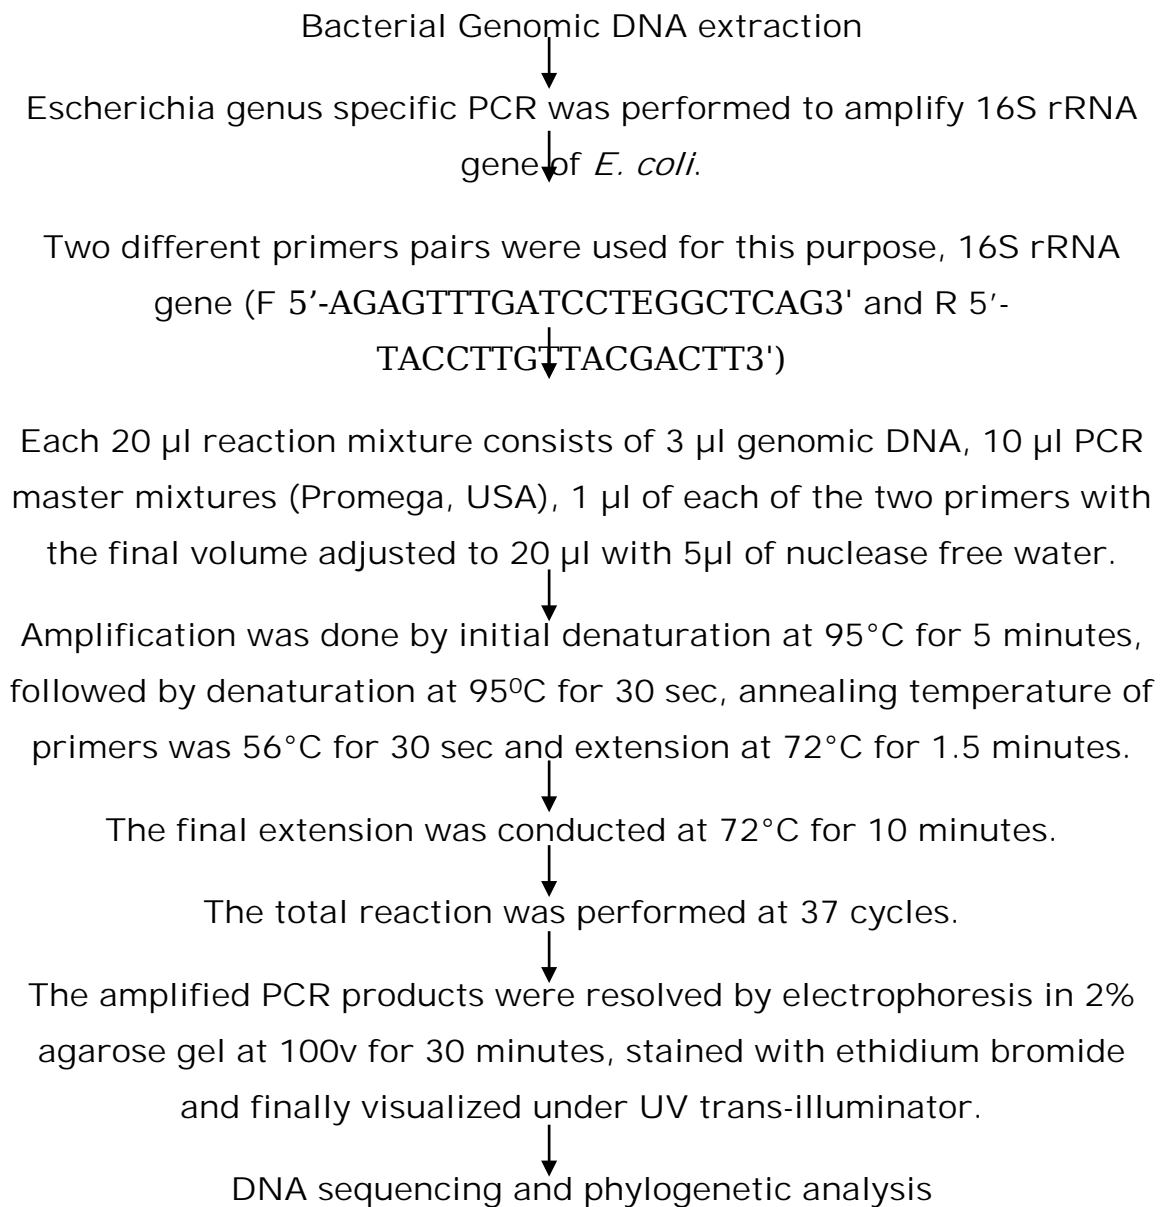 Bacterial Genomic DNA extraction
Escherichia genus specific PCR was performed to amplify 16S rRNA
gene of E. coli.
Two different primers pairs were used for this purpose, 16S rRNA
gene (F 5’-AGAGTTTGATCCTEGGCTCAG3' and R 5’-
TACCTTGTTACGACTT3')
Each 20 µl reaction mixture consists of 3 µl genomic DNA, 10 µl PCR
master mixtures (Promega, USA), 1 µl of each of the two primers with
the final volume adjusted to 20 µl with 5µl of nuclease free water.
Amplification was done by initial denaturation at 95°C for 5 minutes,
followed by denaturation at 95⁰C for 30 sec, annealing temperature of
primers was 56°C for 30 sec and extension at 72°C for 1.5 minutes.
The final extension was conducted at 72°C for 10 minutes.
The total reaction was performed at 37 cycles.
The amplified PCR products were resolved by electrophoresis in 2%
agarose gel at 100v for 30 minutes, stained with ethidium bromide
and finally visualized under UV trans-illuminator.
DNA sequencing and phylogenetic analysis